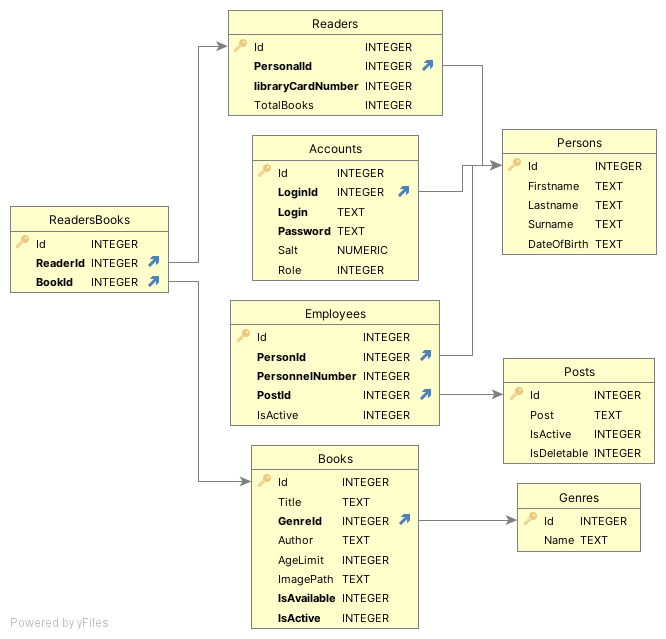 Readers
Id INTEGER
PersonalId INTEGER
libraryCardNumber INTEGER
TotalBooks INTEGER
Accounts
Id INTEGER
LoginId INTEGER
Login TEXT
Password TEXT
Salt NUMERIC
Role INTEGER
Persons
Id INTEGER
Firstname TEXT
Lastname TEXT
Surname TEXT
DateOfBirth TEXT
ReadersBooks
Id INTEGER
ReaderId INTEGER
BookId INTEGER
Employees
Id INTEGER
PersonId INTEGER
PersonnelNumber INTEGER
PostId INTEGER
IsActive INTEGER
Posts
Id INTEGER
Post TEXT
IsActive INTEGER
IsDeletable INTEGER
Books
Id INTEGER
Title TEXT
GenreId INTEGER
Author TEXT
AgeLimit INTEGER
ImagePath TEXT
IsAvailable INTEGER
IsActive INTEGER
Genres
Id INTEGER
Name TEXT
Powered by yFiles